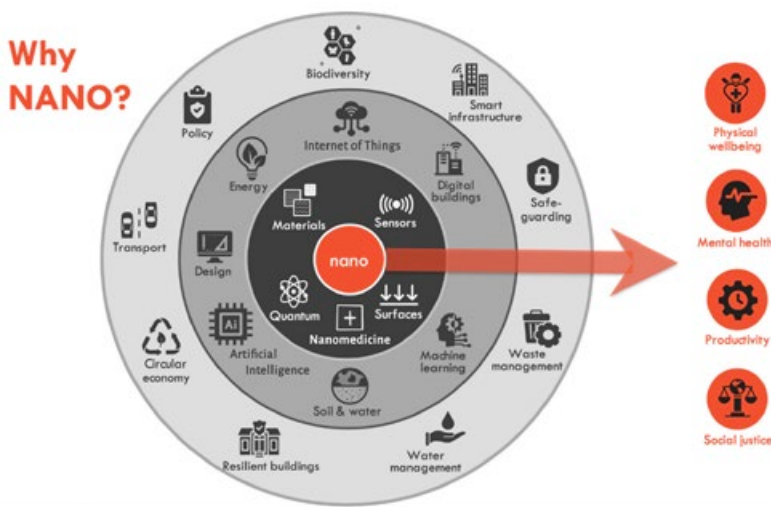 Why
NANO?
Biodiversity
Smart
infrastructure
Policy
Internet of Things
Energy
Digital
buildings
Safe-
guarding
Materials
Sensors
Transport
Design
nano
Quantum
Surfaces
Nanomedicine
Ai
Artificial
Intelligence
Machine
learning
Circular
economy
Waste
management
Soil & water
Resilient buildings
Water
management
Physical
wellbeing
Mental health
Productivity
Social justice